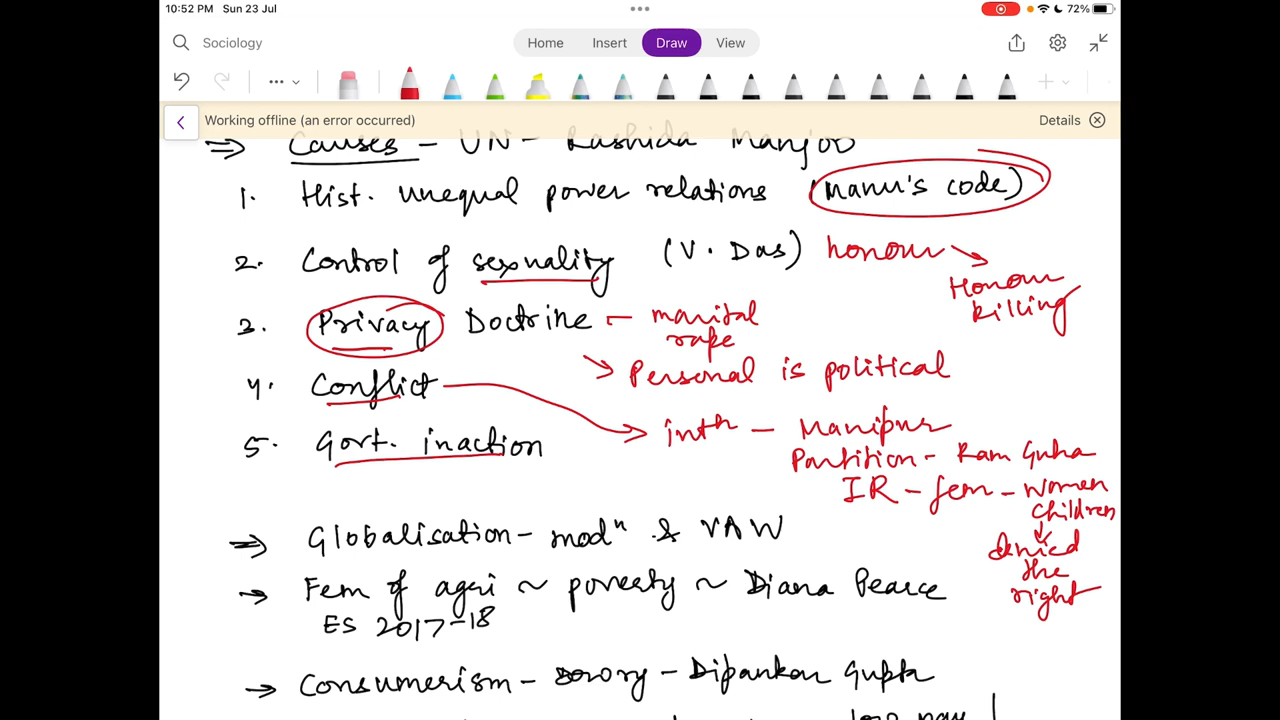 10:52 PM Sun 23 Jul
72%
Sociology
Home Insert Draw View
Working offline (an error occurred)
Details
⇒ Causes - UN - Rashida Manjoo
1. Hist. unequal power relations (Manu's code)
2. Control of sexuality (V. Das) honour → Honour
killing
3. Privacy Doctrine - marital
rape
→ Personal is political
4. Conflict → intn - Manipur
Partition - Ram Guha
5. Govt. inaction
IR - fem - women
children
↓
denied
the
right
⇒ Globalisation - modn & VAW
→ Fem of agri ~ poverty ~ Diana Pearce
ES 2017-18
→ Consumerism - dowry - Dipankar Gupta